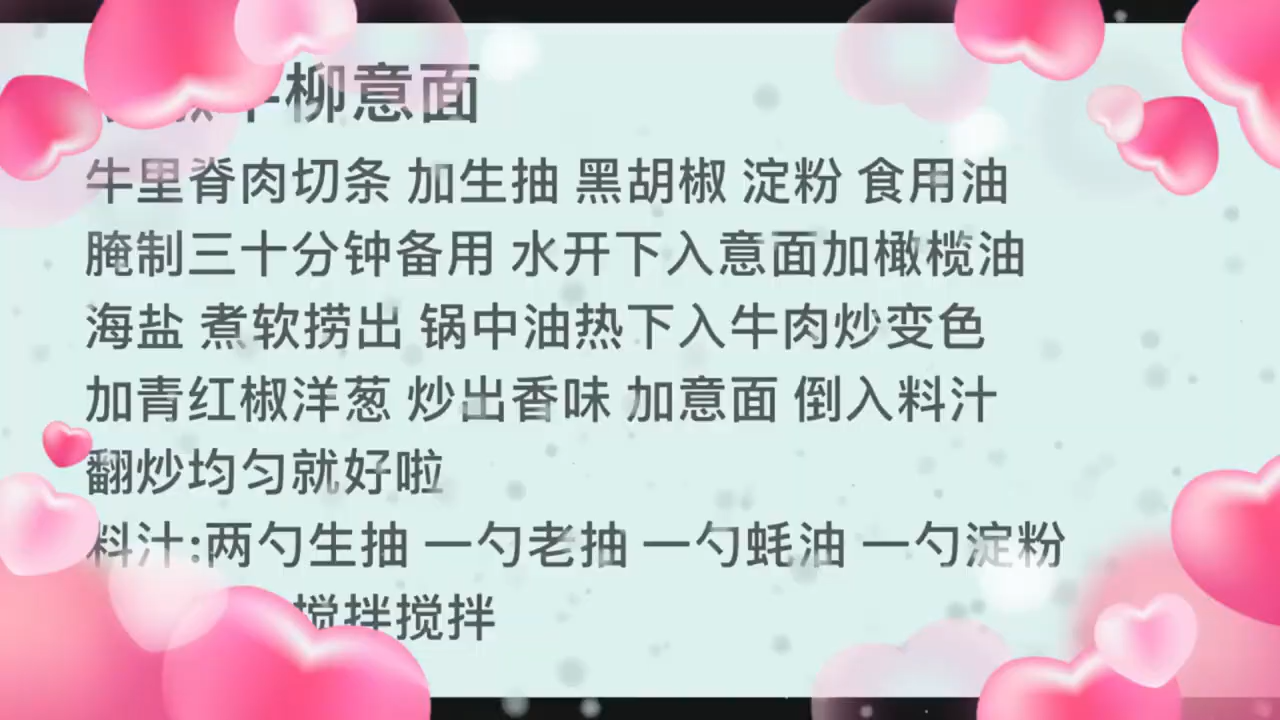 牛柳意面
牛里脊肉切条 加生抽 黑胡椒 淀粉 食用油
腌制三十分钟备用 水开下入意面加橄榄油
海盐 煮软捞出 锅中油热下入牛肉炒变色
加青红椒洋葱 炒出香味 加意面 倒入料汁
翻炒均匀就好啦
料汁:两勺生抽 一勺老抽 一勺蚝油 一勺淀粉
搅拌搅拌